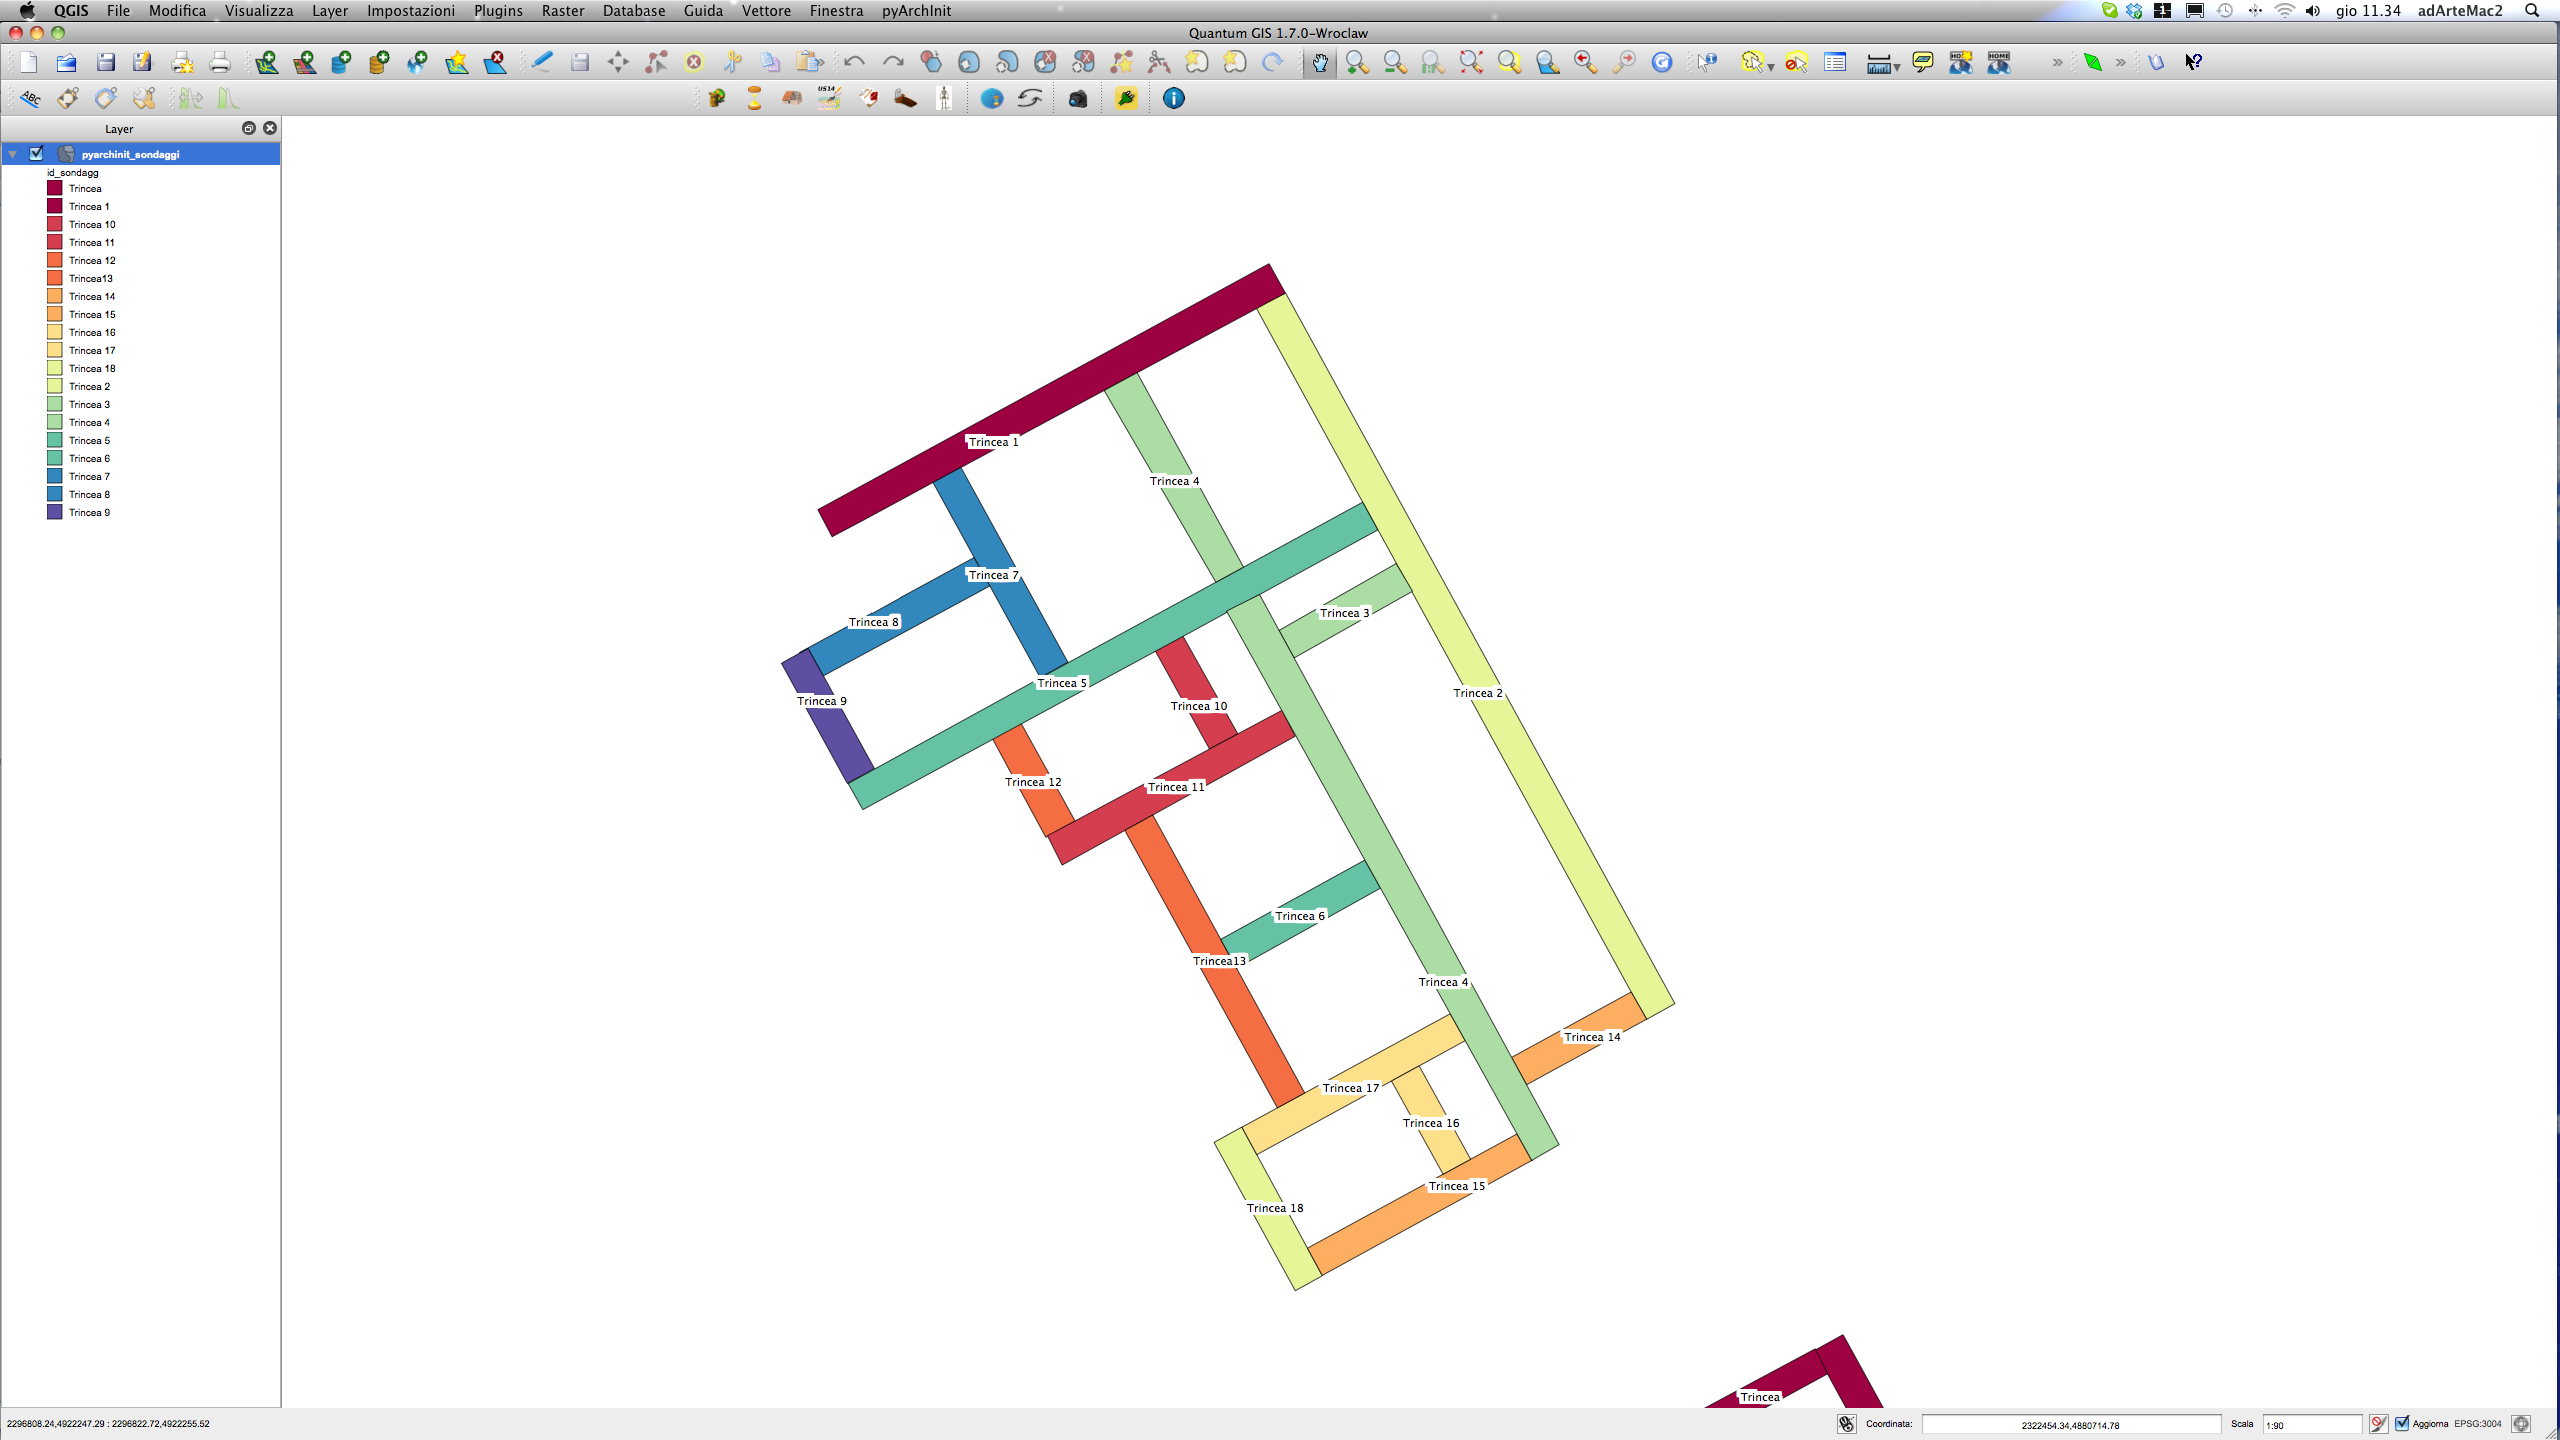 QGIS File Modifica Visualizza Layer Impostazioni Plugins Raster Database Guida Vettore Finestra pyArchInit 1 gio 11.34 adArteMac2
Quantum GIS 1.7.0-Wroclaw
ABC US14
Layer
pyarchinit_sondaggi
id_sondagg
Trincea
Trincea 1
Trincea 10
Trincea 11
Trincea 12
Trincea13
Trincea 14
Trincea 15
Trincea 16
Trincea 17
Trincea 18
Trincea 2
Trincea 3
Trincea 4
Trincea 5
Trincea 6
Trincea 7
Trincea 8
Trincea 9
Trincea 1
Trincea 4
Trincea 7
Trincea 3
Trincea 8
Trincea 5
Trincea 2
Trincea 9
Trincea 10
Trincea 12
Trincea 11
Trincea 6
Trincea13
Trincea 4
Trincea 14
Trincea 17
Trincea 16
Trincea 15
Trincea 18
Trincea
2296808.24,4922247.29 : 2296822.72,4922255.52 Coordinata: 2322454.34,4880714.78 Scala 1:90 Aggiorna EPSG:3004